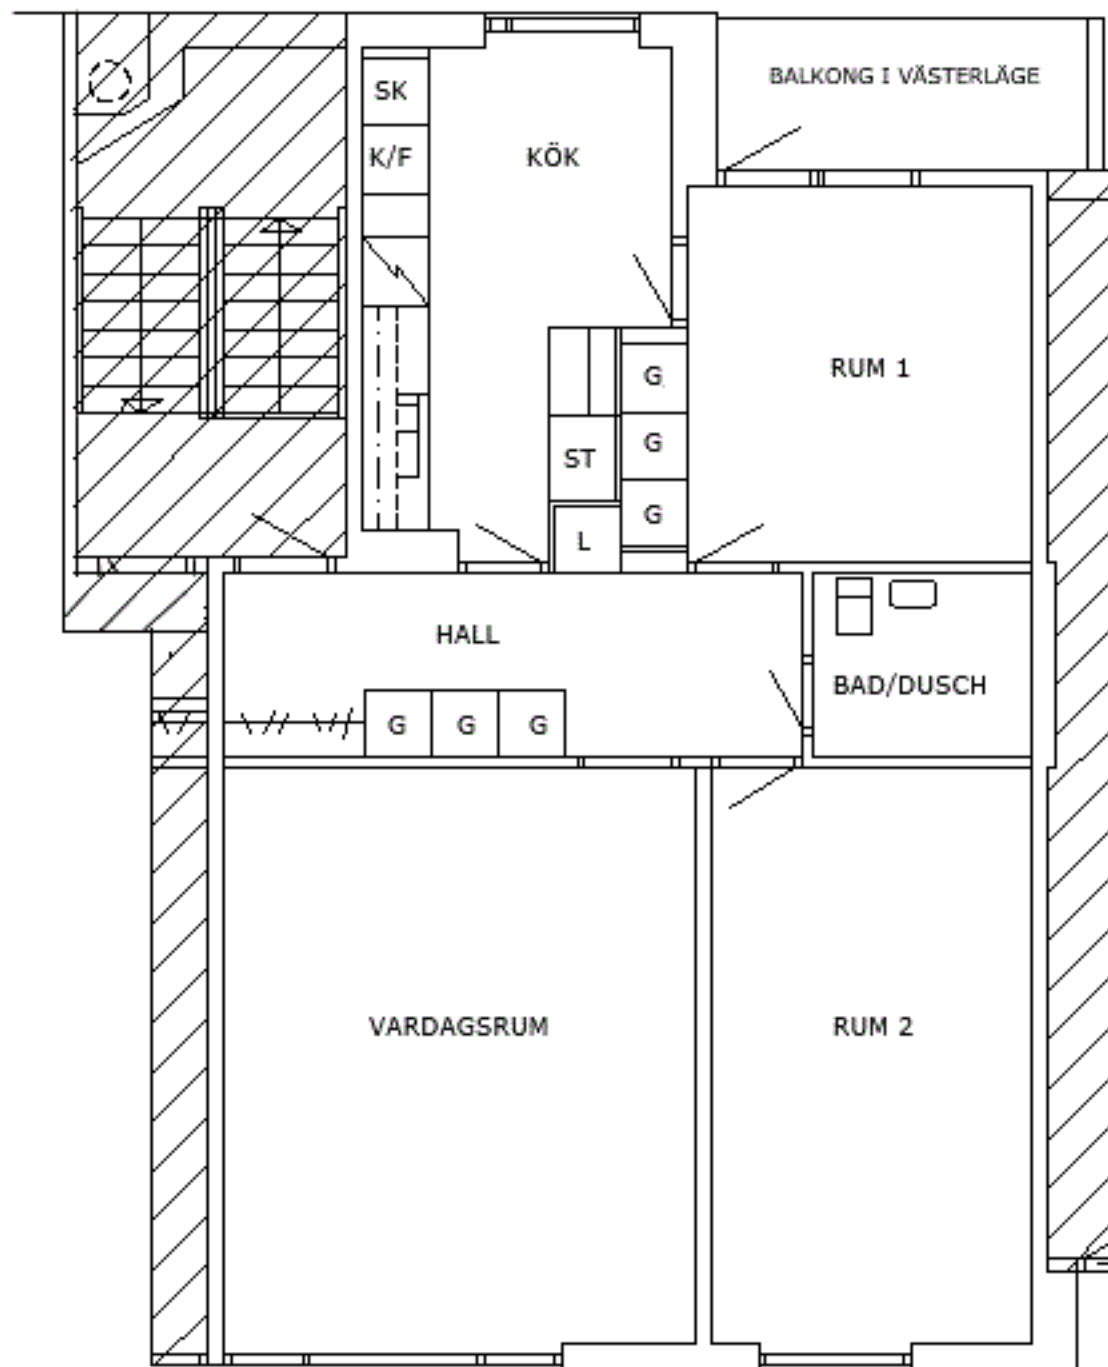 BALKONG I VÄSTERLÄGE
SK
K/F
KÖK
RUM 1
G
G
ST
G
L
HALL
BAD/DUSCH
G
G
G
VARDAGSRUM
RUM 2